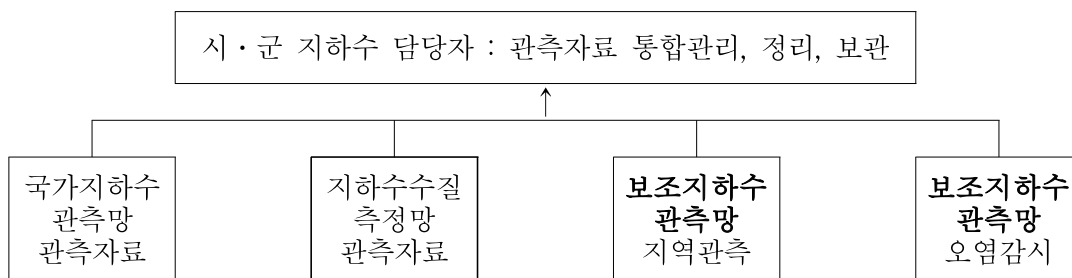 시·군 지하수 담당자 : 관측자료 통합관리, 정리, 보관
국가지하수
관측망
관측자료
지하수수질
측정망
관측자료
보조지하수
관측망
지역관측
보조지하수
관측망
오염감시